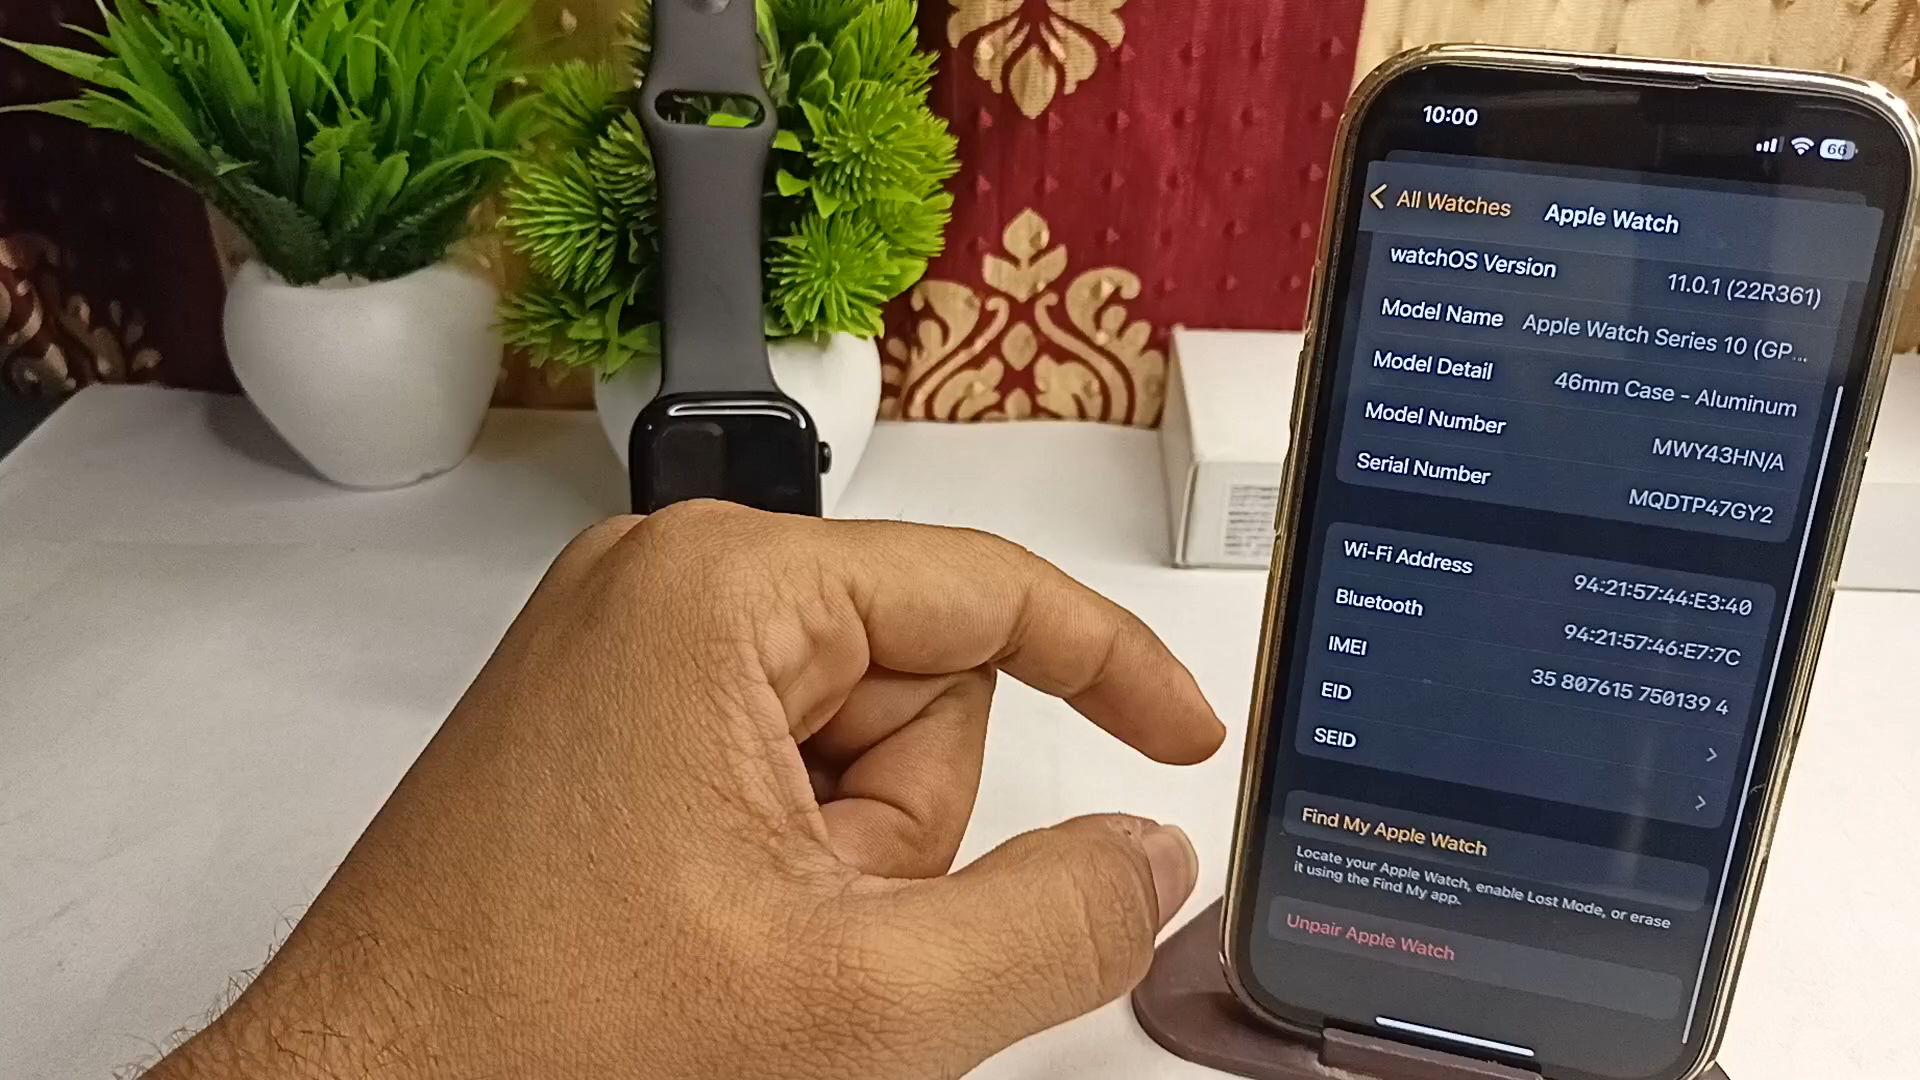 10:00
66
All Watches Apple Watch
watchOS Version 11.0.1 (22R361)
Model Name Apple Watch Series 10 (GP...
Model Detail 46mm Case - Aluminum
Model Number MWY43HN/A
Serial Number MQDTP47GY2
Wi-Fi Address 94:21:57:44:E3:40
Bluetooth 94:21:57:46:E7:7C
IMEI 35 807615 750139 4
EID
SEID
Find My Apple Watch
Locate your Apple Watch, enable Lost Mode, or erase
it using the Find My app.
Unpair Apple Watch